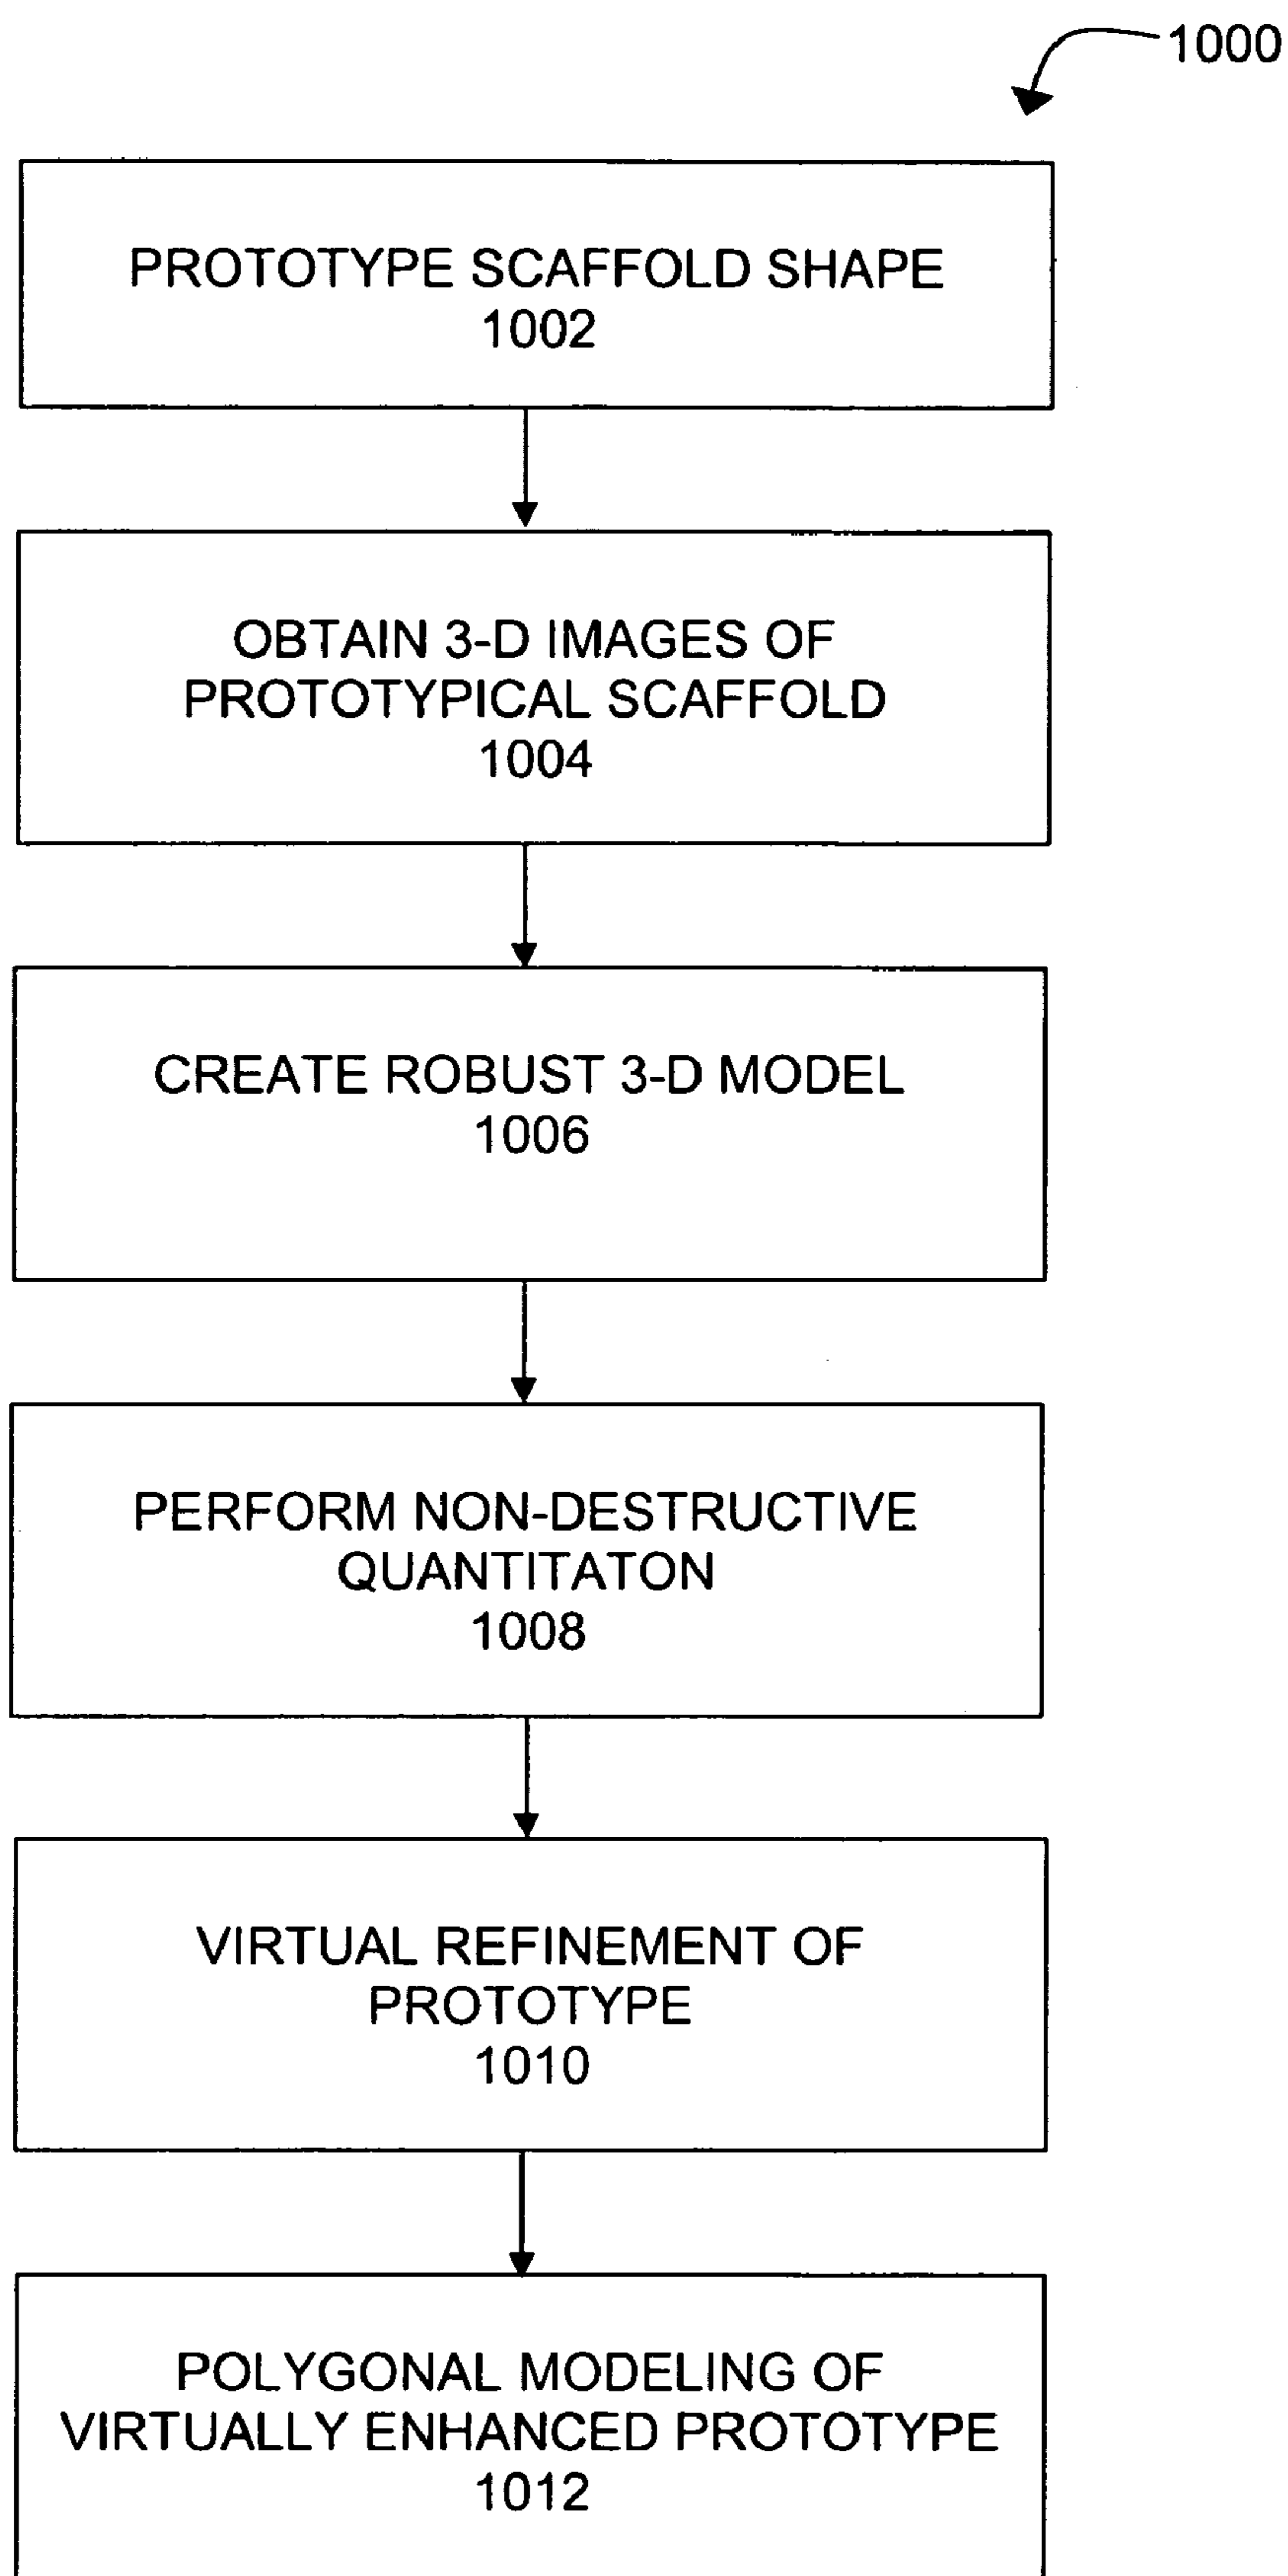 1000
PROTOTYPE SCAFFOLD SHAPE
1002
OBTAIN 3-D IMAGES OF
PROTOTYPICAL SCAFFOLD
1004
CREATE ROBUST 3-D MODEL
1006
PERFORM NON-DESTRUCTIVE
QUANTITATON
1008
VIRTUAL REFINEMENT OF
PROTOTYPE
1010
POLYGONAL MODELING OF
VIRTUALLY ENHANCED PROTOTYPE
1012